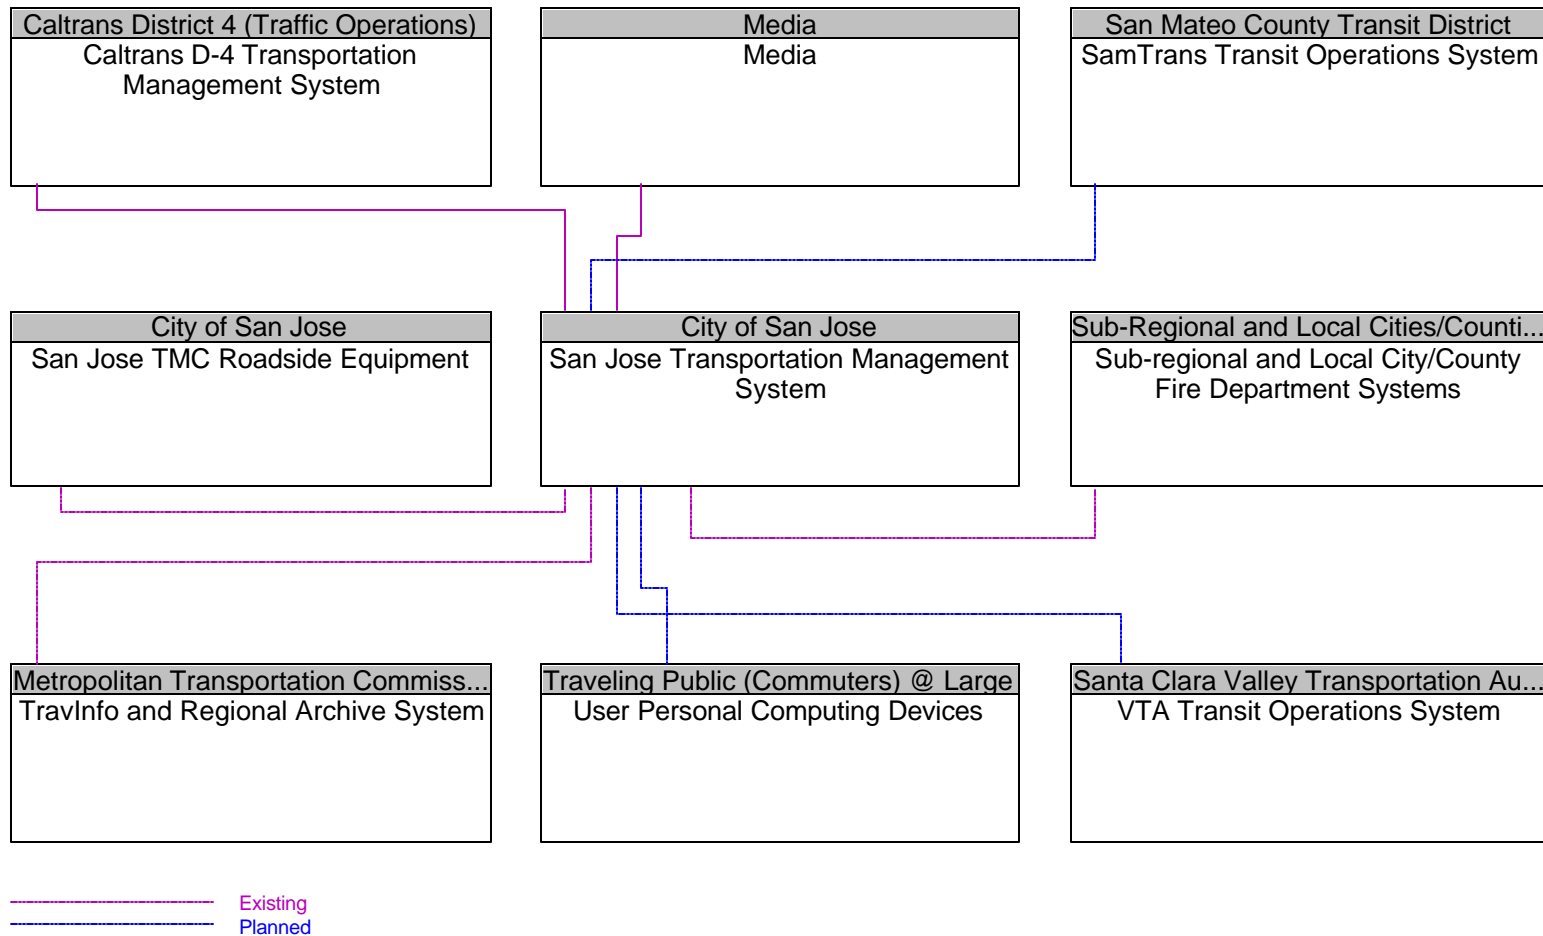 Caltrans District 4 (Traffic Operations)
Caltrans D-4 Transportation
Management System
Media
Media
San Mateo County Transit District
SamTrans Transit Operations System
City of San Jose
San Jose TMC Roadside Equipment
City of San Jose
San Jose Transportation Management
System
Sub-Regional and Local Cities/Counti...
Sub-regional and Local City/County
Fire Department Systems
Metropolitan Transportation Commiss...
TravInfo and Regional Archive System
Traveling Public (Commuters) @ Large
User Personal Computing Devices
Santa Clara Valley Transportation Au...
VTA Transit Operations System
Existing
Planned